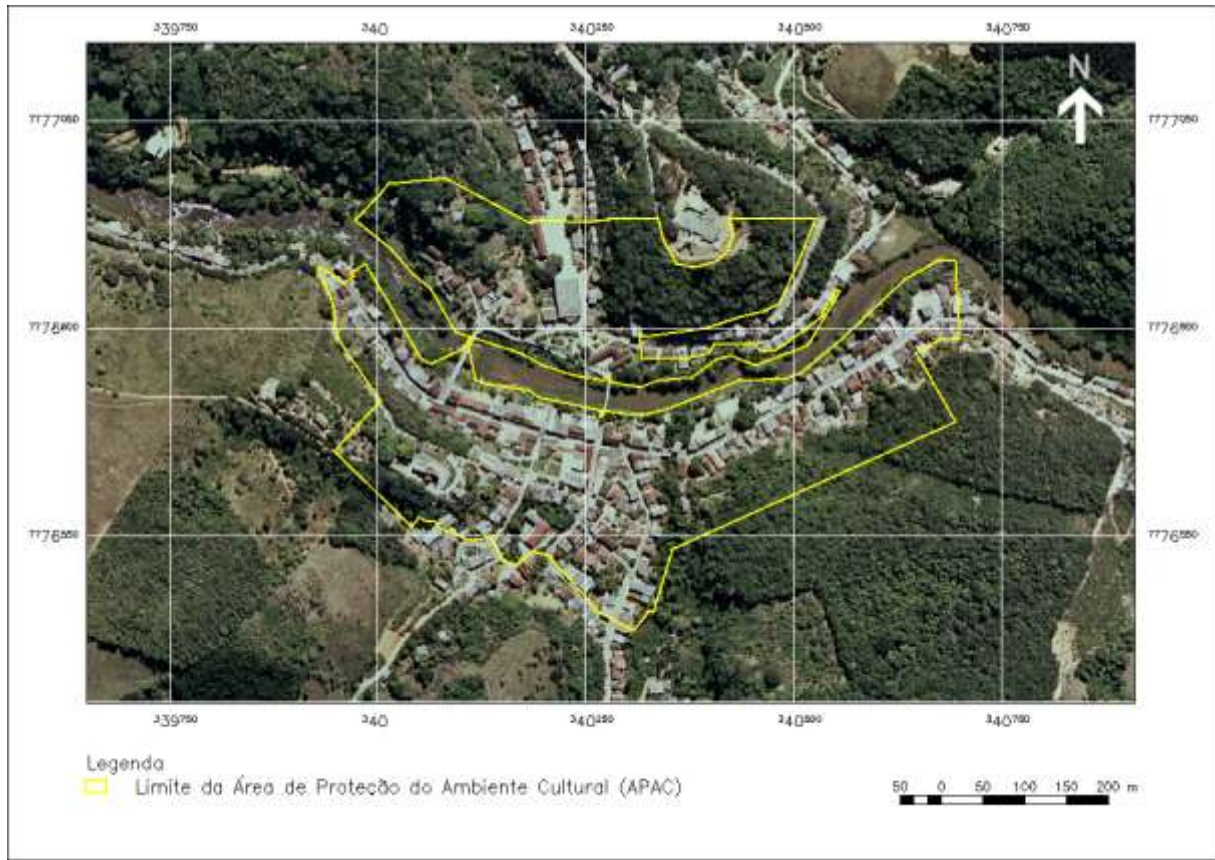 339750 340 340250 340500 340750
N
7777050 7777050
7776800 7776800
7776550 7776550
339750 340 340250 340500 340750
Legenda
Limite da Área de Proteção do Ambiente Cultural (APAC)
50 0 50 100 150 200 m